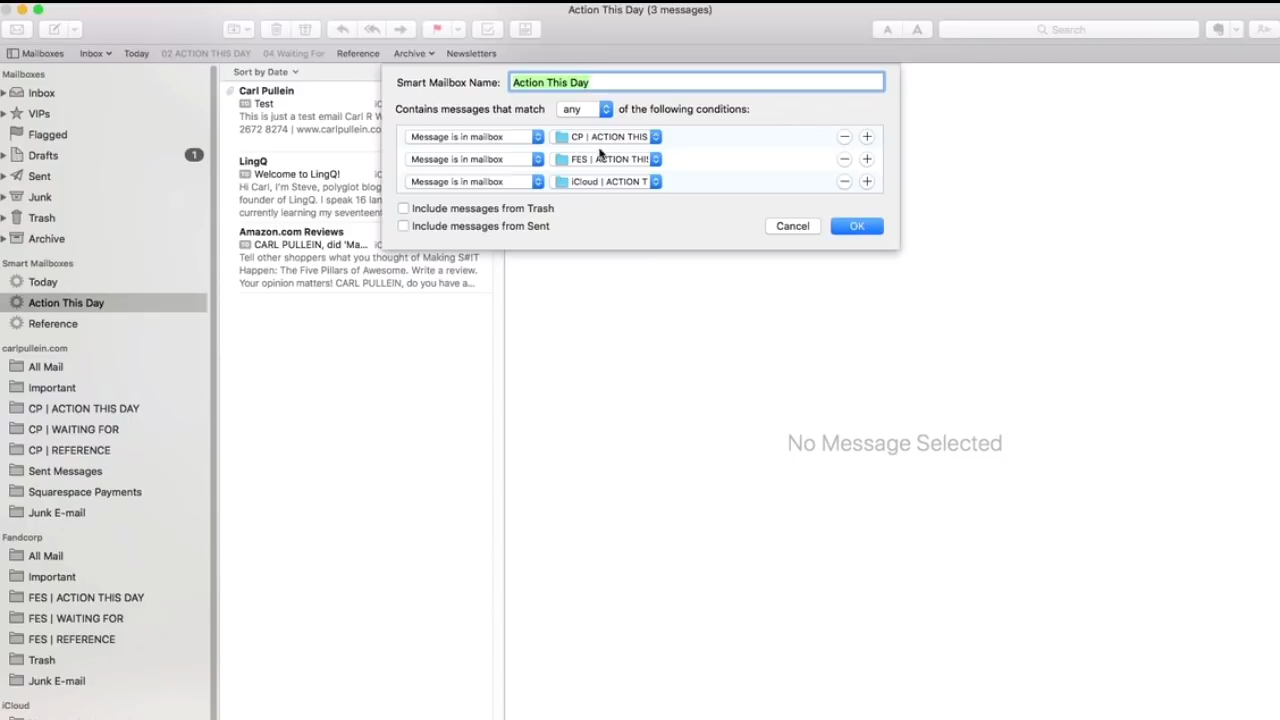 Action This Day (3 messages)
Search
Mailboxes Inbox Today 02 ACTION THIS DAY 04 Waiting For Reference Archive Newsletters
Mailboxes
Inbox
VIPs
Flagged
Drafts 1
Sent
Junk
Trash
Archive
Smart Mailboxes
Today
Action This Day
Reference
carlpullein.com
All Mail
Important
CP | ACTION THIS DAY
CP | WAITING FOR
CP | REFERENCE
Sent Messages
Squarespace Payments
Junk E-mail
Fandcorp
All Mail
Important
FES | ACTION THIS DAY
FES | WAITING FOR
FES | REFERENCE
Trash
Junk E-mail
iCloud
Sort by Date
Carl Pullein
TO Test
This is just a test email Carl R W
2672 8274 | www.carlpullein.co
LingQ
TO Welcome to LingQ!
Hi Carl, I'm Steve, polyglot blog
founder of LingQ. I speak 16 lan
currently learning my seventeen
Amazon.com Reviews
TO CARL PULLEIN, did 'Ma...
Tell other shoppers what you thought of Making S#!T
Happen: The Five Pillars of Awesome. Write a review.
Your opinion matters! CARL PULLEIN, do you have a...
Smart Mailbox Name: Action This Day
Contains messages that match any of the following conditions:
Message is in mailbox CP | ACTION THIS
Message is in mailbox FES | ACTION THIS
Message is in mailbox iCloud | ACTION T
Include messages from Trash
Include messages from Sent
Cancel OK
No Message Selected